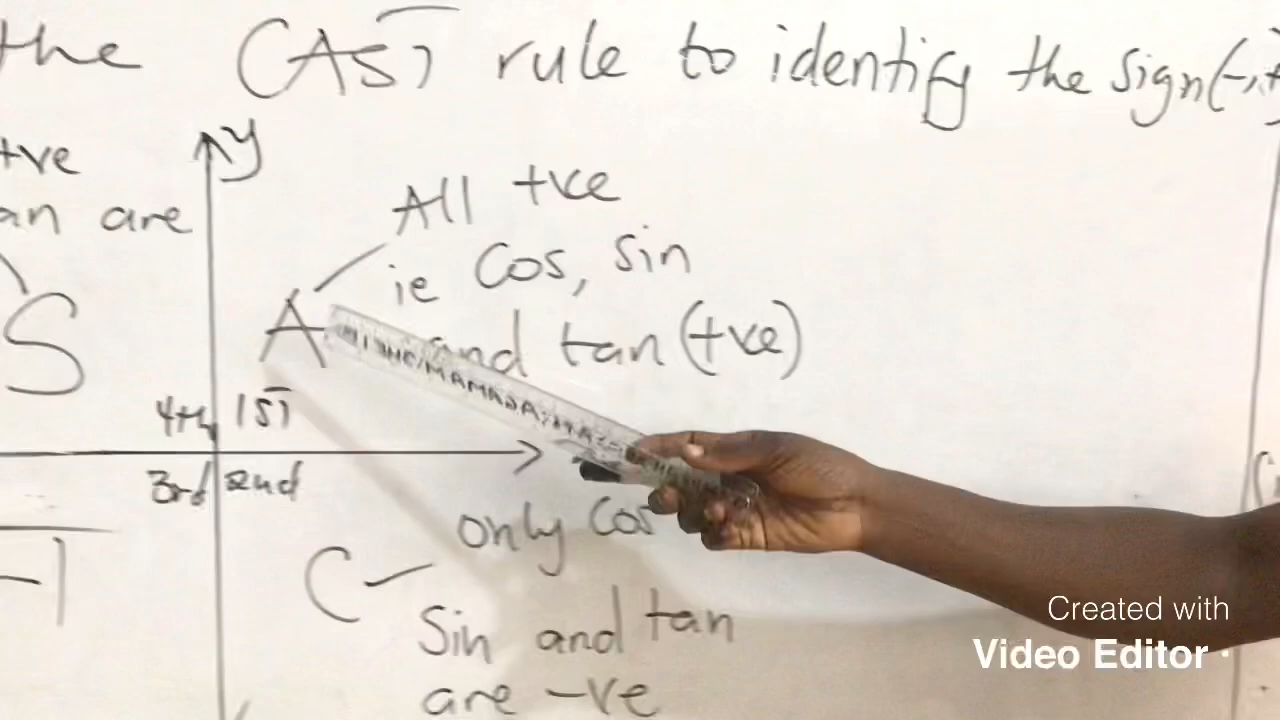 the CAST rule to identify the sign(-,+
+ve
an are
y
All +ve
ie Cos, sin
and tan (+ve)
S
A
4th 1ST
3rd 2nd
T
only Cos
C
Sin and tan
are -ve
Created with
Video Editor